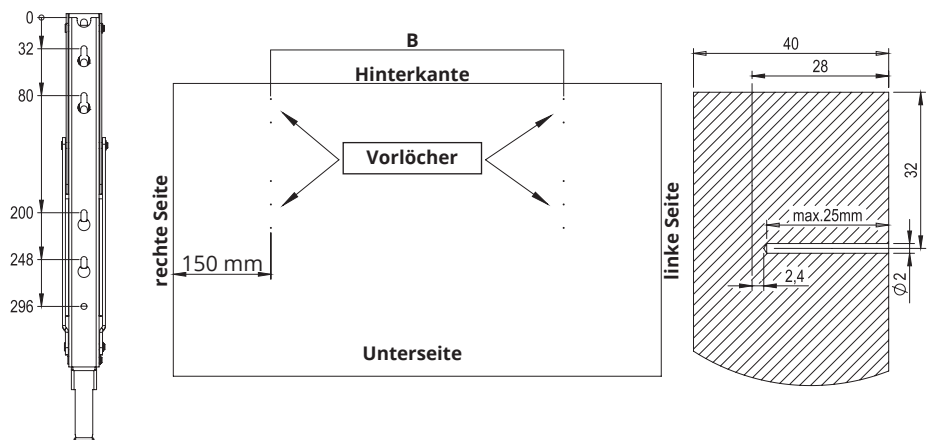 0
32
80
200
248
296
B
Hinterkante
Vorlöcher
rechte Seite
linke Seite
150 mm
Unterseite
40
28
32
max.25mm
2,4
∅2